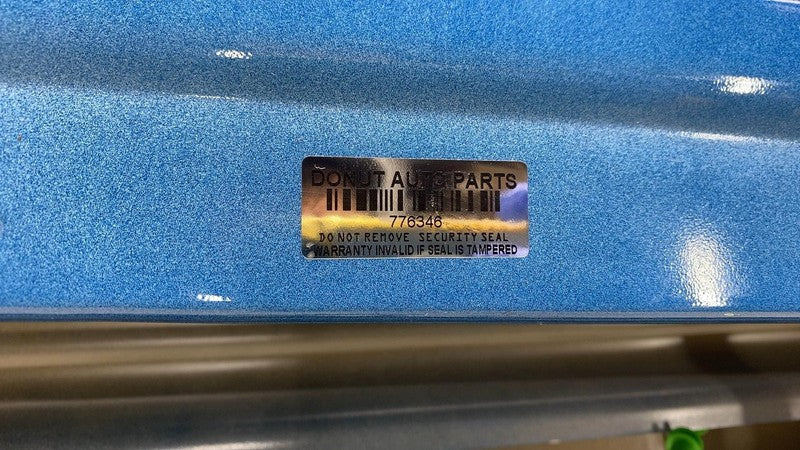 DONUT AUTO PARTS
776346
DO NOT REMOVE SECURITY SEAL
WARRANTY INVALID IF SEAL IS TAMPERED